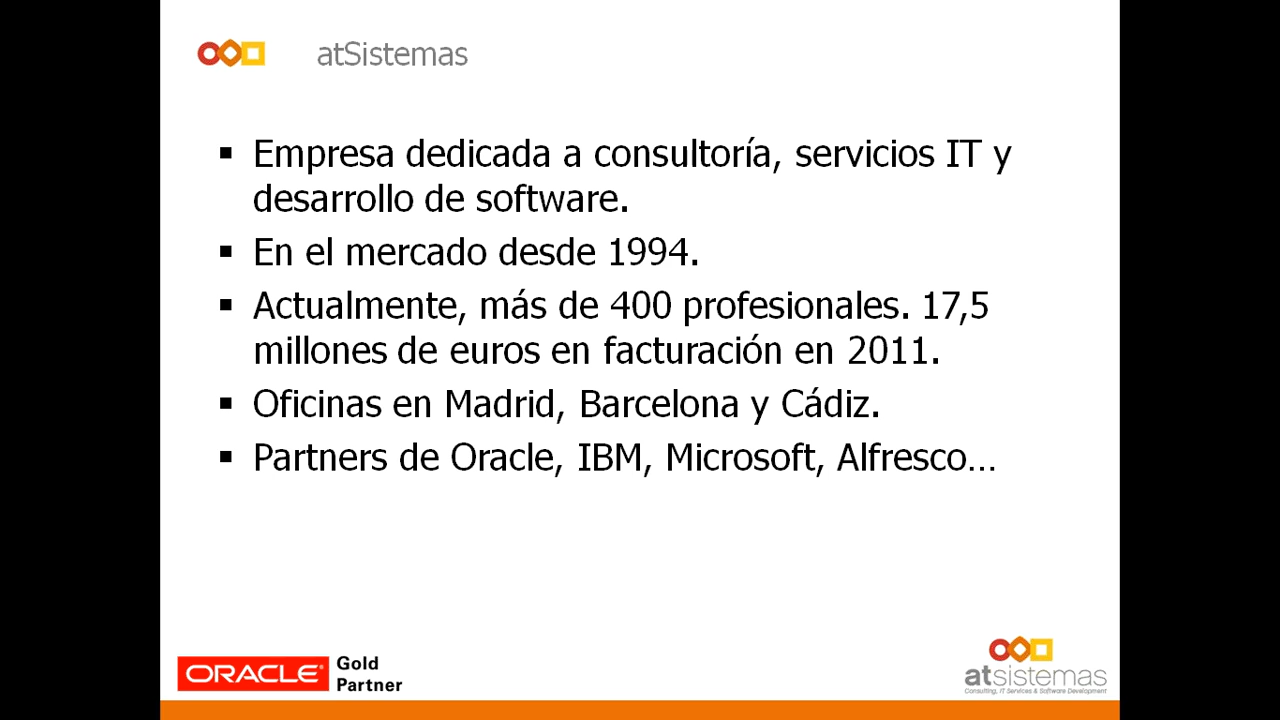 atSistemas
▪ Empresa dedicada a consultoría, servicios IT y
desarrollo de software.
▪ En el mercado desde 1994.
▪ Actualmente, más de 400 profesionales. 17,5
millones de euros en facturación en 2011.
▪ Oficinas en Madrid, Barcelona y Cádiz.
▪ Partners de Oracle, IBM, Microsoft, Alfresco…
ORACLE® Gold
Partner
atsistemas
Consulting, IT Services & Software Development